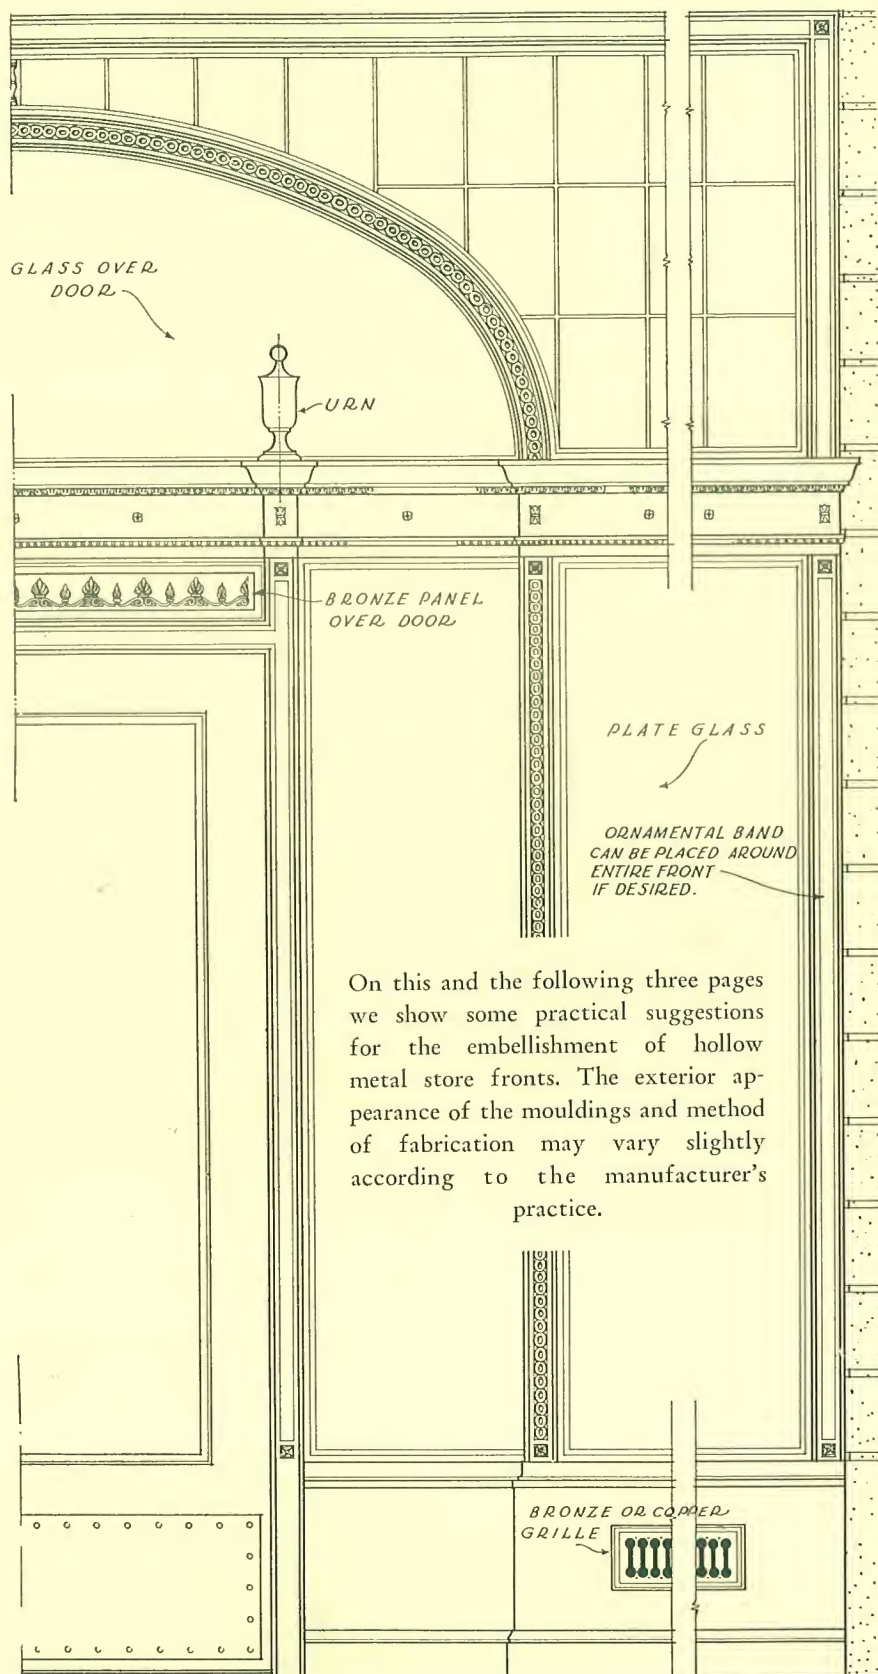 GLASS OVER
DOOR
URN
BRONZE PANEL
OVER DOOR
PLATE GLASS
ORNAMENTAL BAND
CAN BE PLACED AROUND
ENTIRE FRONT
IF DESIRED.
On this and the following three pages
we show some practical suggestions
for the embellishment of hollow
metal store fronts. The exterior ap-
pearance of the mouldings and method
of fabrication may vary slightly
according to the manufacturer's
practice.
BRONZE OR COPPER
GRILLE